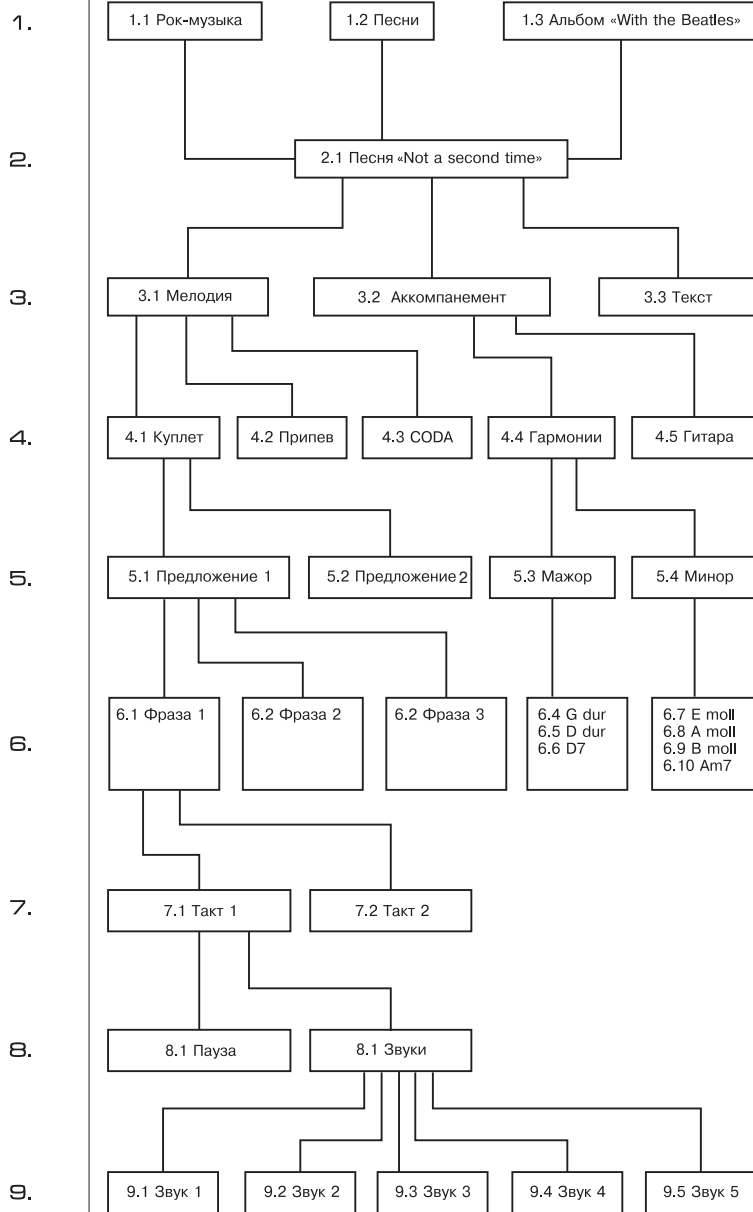 1.
1.1 Рок-музыка
1.2 Песни
1.3 Альбом «With the Beatles»
2.
2.1 Песня «Not a second time»
3.
3.1 Мелодия
3.2 Аккомпанемент
3.3 Текст
4.
4.1 Куплет
4.2 Припев
4.3 CODA
4.4 Гармонии
4.5 Гитара
5.
5.1 Предложение 1
5.2 Предложение 2
5.3 Мажор
5.4 Минор
6.
6.1 Фраза 1
6.2 Фраза 2
6.2 Фраза 3
6.4 G dur
6.5 D dur
6.6 D7
6.7 E moll
6.8 A moll
6.9 B moll
6.10 Am7
7.
7.1 Такт 1
7.2 Такт 2
8.
8.1 Пауза
8.1 Звуки
9.
9.1 Звук 1
9.2 Звук 2
9.3 Звук 3
9.4 Звук 4
9.5 Звук 5